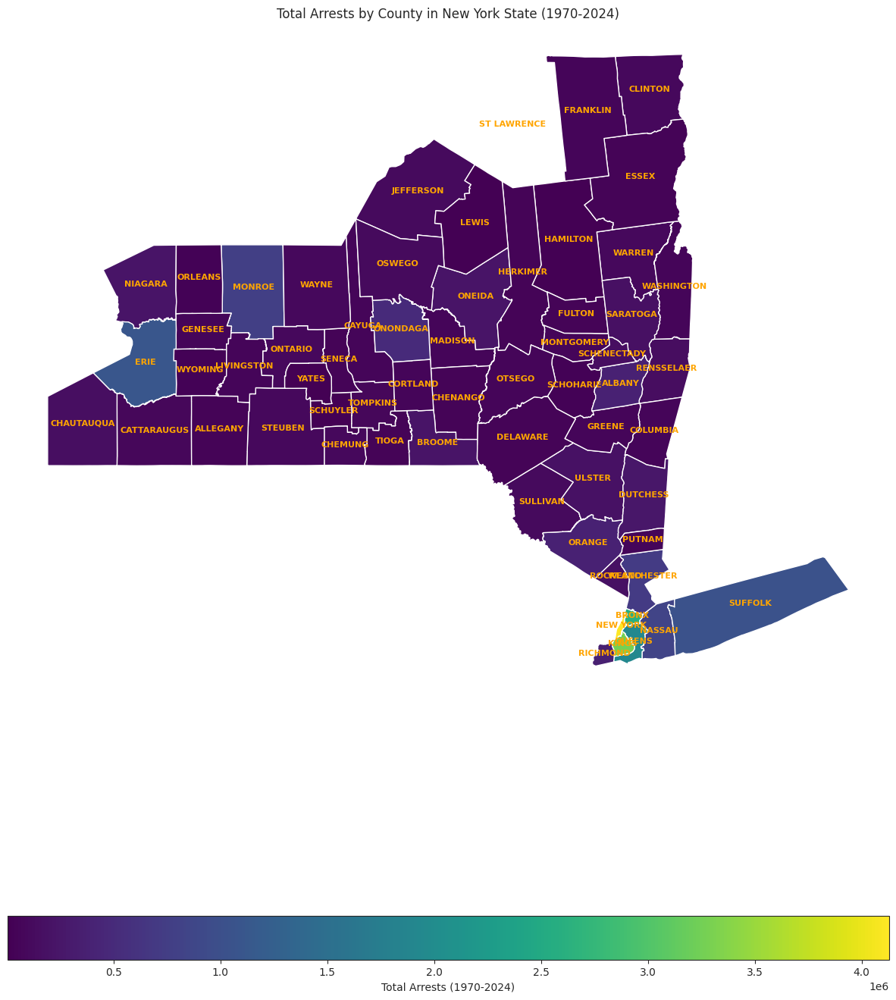 Total Arrests by County in New York State (1970-2024)
CLINTON
FRANKLIN
ST LAWRENCE
ESSEX
JEFFERSON
LEWIS
HAMILTON
WARREN
OSWEGO
HERKIMER
ORLEANS
NIAGARA
MONROE
WAYNE
WASHINGTON
ONEIDA
FULTON
SARATOGA
CAYUGA
ONONDAGA
GENESEE
MADISON
MONTGOMERY
ONTARIO
SCHENECTADY
SENECA
ERIE
LIVINGSTON
WYOMING
RENSSELAER
YATES
OTSEGO
CORTLAND
SCHOHARIE
ALBANY
CHENANGO
TOMPKINS
SCHUYLER
CHAUTAUQUA
CATTARAUGUS
ALLEGANY
STEUBEN
GREENE
COLUMBIA
DELAWARE
CHEMUNG
TIOGA
BROOME
ULSTER
DUTCHESS
SULLIVAN
ORANGE
PUTNAM
ROCKLAND
WESTCHESTER
SUFFOLK
BRONX
NEW YORK
NASSAU
QUEENS
KINGS
RICHMOND
0.5 1.0 1.5 2.0 2.5 3.0 3.5 4.0
1e6
Total Arrests (1970-2024)